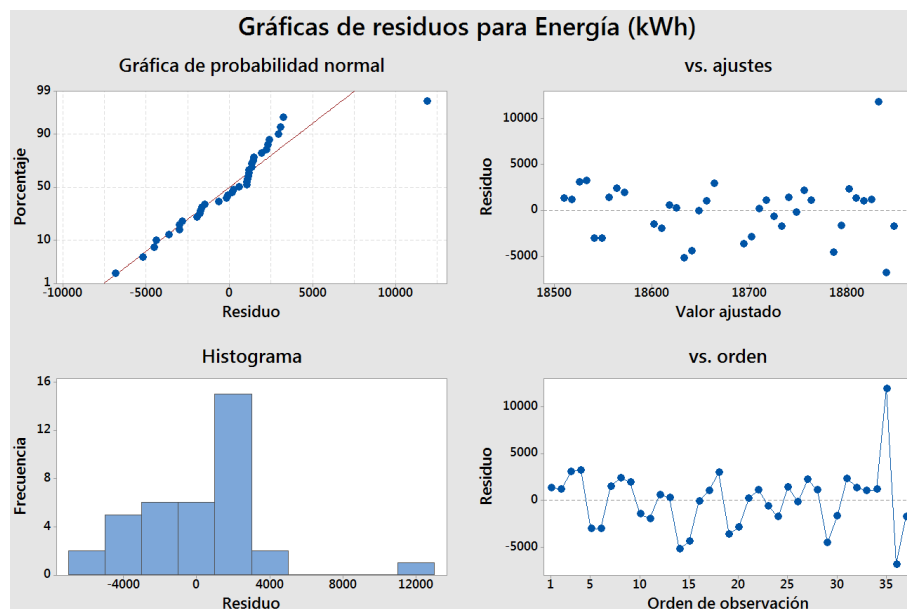 Gráficas de residuos para Energía (kWh)
Gráfica de probabilidad normal
99
90
50
10
1
Porcentaje
-10000 -5000 0 5000 10000
Residuo
vs. ajustes
10000
5000
0
-5000
Residuo
18500 18600 18700 18800
Valor ajustado
Histograma
16
12
8
4
0
Frecuencia
-4000 0 4000 8000 12000
Residuo
vs. orden
10000
5000
0
-5000
Residuo
1 5 10 15 20 25 30 35
Orden de observación